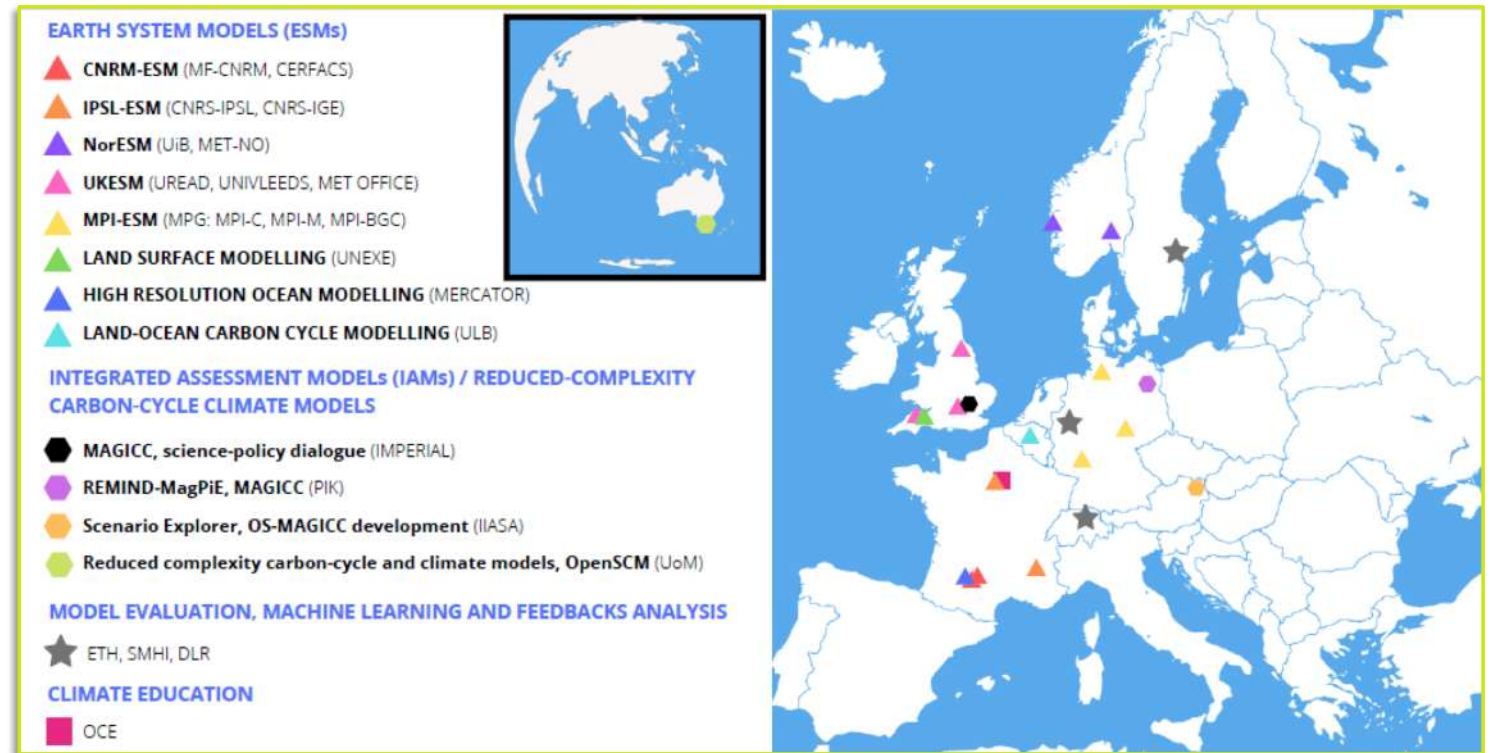 EARTH SYSTEM MODELS (ESMs)
CNRM-ESM (MF-CNRM, CERFACS)
IPSL-ESM (CNRS-IPSL, CNRS-IGE)
NorESM (UiB, MET-NO)
UKESM (UREAD, UNIVLEEDS, MET OFFICE)
MPI-ESM (MPG: MPI-C, MPI-M, MPI-BGC)
LAND SURFACE MODELLING (UNEXE)
HIGH RESOLUTION OCEAN MODELLING (MERCATOR)
LAND-OCEAN CARBON CYCLE MODELLING (ULB)
INTEGRATED ASSESSMENT MODELs (IAMs) / REDUCED-COMPLEXITY
CARBON-CYCLE CLIMATE MODELS
MAGICC, science-policy dialogue (IMPERIAL)
REMIND-MagPiE, MAGICC (PIK)
Scenario Explorer, OS-MAGICC development (IIASA)
Reduced complexity carbon-cycle and climate models, OpenSCM (UoM)
MODEL EVALUATION, MACHINE LEARNING AND FEEDBACKS ANALYSIS
ETH, SMHI, DLR
CLIMATE EDUCATION
OCE